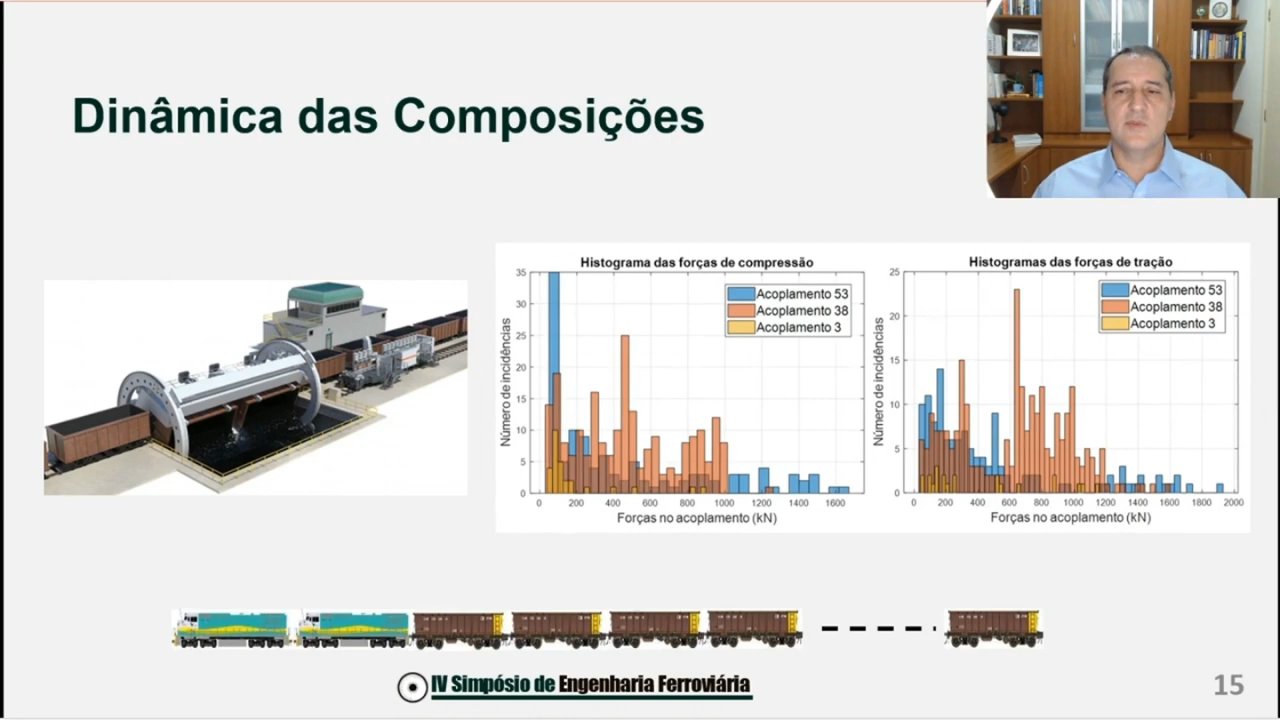 Dinâmica das Composições
Histograma das forças de compressão
35
30
25
20
15
10
5
0
Número de incidências
Acoplamento 53
Acoplamento 38
Acoplamento 3
0 200 400 600 800 1000 1200 1400 1600
Forças no acoplamento (kN)
Histogramas das forças de tração
25
20
15
10
5
0
Número de incidências
Acoplamento 53
Acoplamento 38
Acoplamento 3
0 200 400 600 800 1000 1200 1400 1600 1800 2000
Forças no acoplamento (kN)
IV Simpósio de Engenharia Ferroviária
15